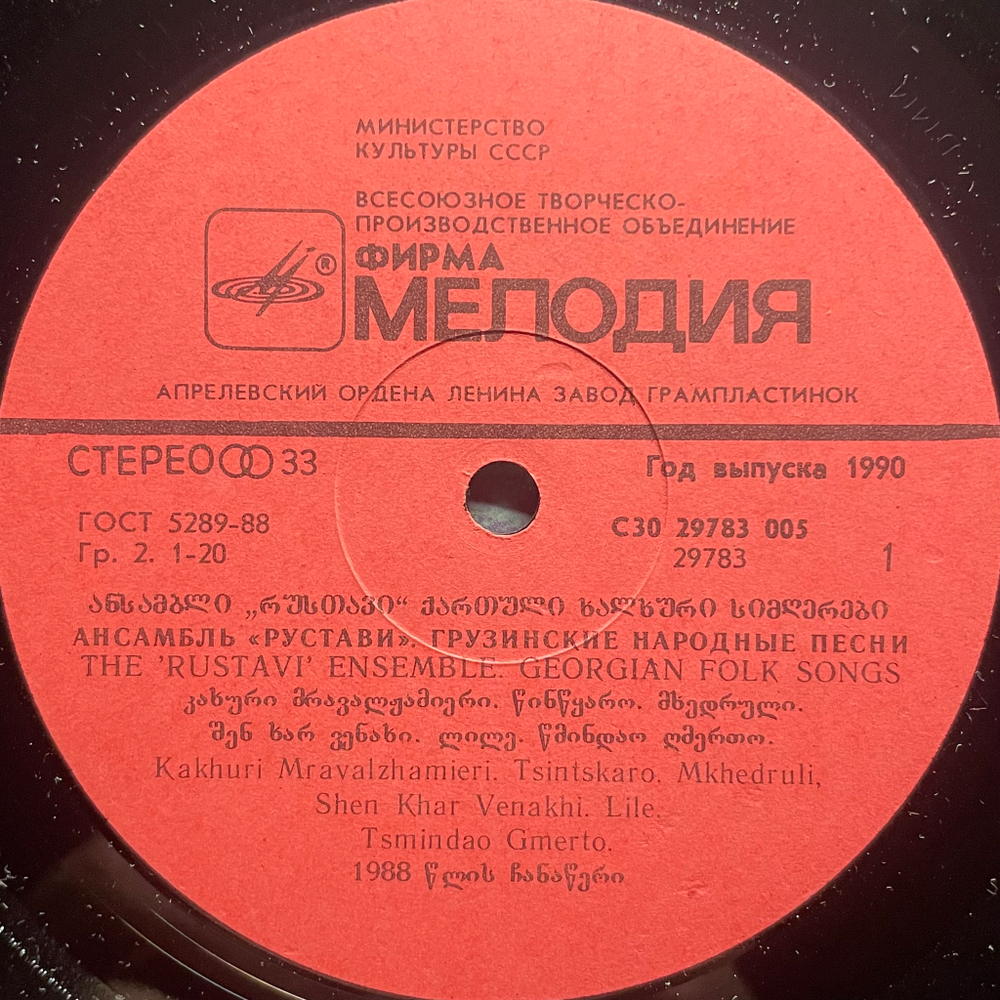 МИНИСТЕРСТВО
КУЛЬТУРЫ СССР
ВСЕСОЮЗНОЕ ТВОРЧЕСКО-
ПРОИЗВОДСТВЕННОЕ ОБЪЕДИНЕНИЕ
®
ФИРМА
МЕЛОДИЯ
АПРЕЛЕВСКИЙ ОРДЕНА ЛЕНИНА ЗАВОД ГРАМПЛАСТИНОК
СТЕРЕО 33
Год выпуска 1990
ГОСТ 5289-88
С30 29783 005
Гр. 2. 1-20
29783
1
ანსამბლი „რუსთავი“ ქართული ხალხური სიმღერები
АНСАМБЛЬ «РУСТАВИ». ГРУЗИНСКИЕ НАРОДНЫЕ ПЕСНИ
THE 'RUSTAVI' ENSEMBLE. GEORGIAN FOLK SONGS
კახური მრავალჟამიერი. წინწყარო. მხედრული.
შენ ხარ ვენახი. ლილე. წმინდაო ღმერთო.
Kakhuri Mravalzhamieri. Tsintskaro. Mkhedruli,
Shen Khar Venakhi. Lile.
Tsmindao Gmerto.
1988 წლის ჩანაწერი